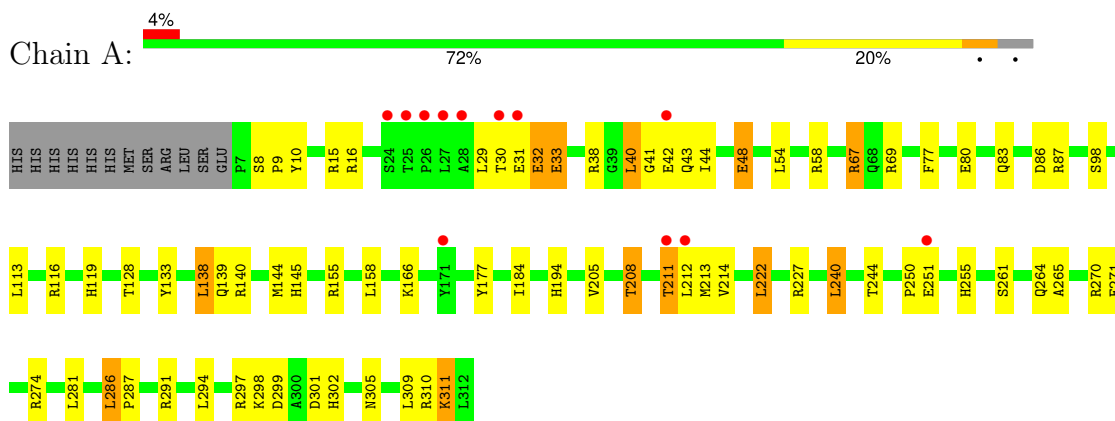 4%
Chain A:
72% 20% • •
HIS HIS HIS HIS HIS HIS MET SER ARG LEU SER GLU P7 S8 P9 Y10 R15 R16 S24 T25 P26 L27 A28 L29 T30 E31 E32 E33 R38 G39 L40 G41 E42 Q43 I44 E48 L54 R58 R67 Q68 R69 F77 E80 Q83 D86 R87 S98
L113 R116 H119 T128 Y133 L138 Q139 R140 M144 H145 R155 L158 K166 Y171 Y177 I184 H194 V205 T208 T211 L212 M213 V214 L222 R227 L240 T244 P250 E251 H255 S261 Q264 A265 R270 E271
R274 L281 L286 P287 R291 L294 R297 K298 D299 A300 D301 H302 N305 L309 R310 K311 L312